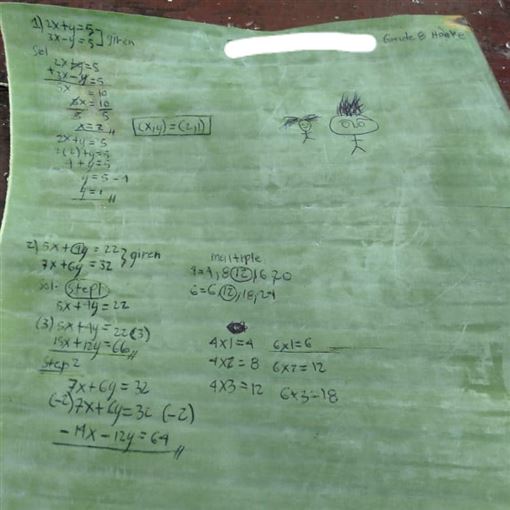 1) 2x+y=5
3x-y=5 ] given
Sol
2x+y=5
+3x-y=5
5x = 10
5x = 10
5 5
x=2
2x+y=5
2(2)+y=5
4+y=5
y=5-4
y=1
(x,y)=(2,1)
Grade 8 Hooke
2) 5x+4y=22
7x+6y=32 } given
Sol- Step1
5x+4y=22
(3) 5x+4y=22(3)
15x+12y=66
Step 2
7x+6y=32
(-2)7x+6y=32 (-2)
-14x-12y=64
multiple
4=4,8,12,16,20
6=6,12,18,24
4x1=4 6x1=6
4x2=8 6x2=12
4x3=12 6x3=18